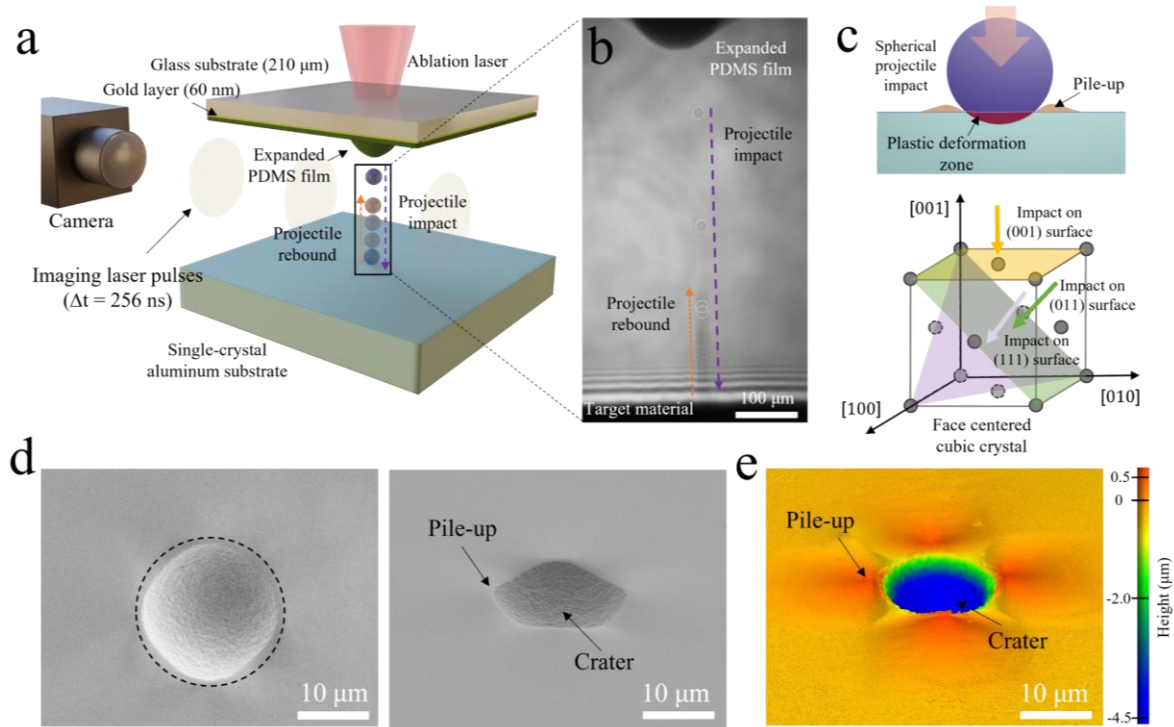 a
Glass substrate (210 μm)
Gold layer (60 nm)
Ablation laser
Expanded
PDMS film
Camera
Projectile
impact
Projectile
rebound
Imaging laser pulses
(Δt = 256 ns)
Single-crystal
aluminum substrate
b
Expanded
PDMS film
Projectile
impact
Projectile
rebound
100 μm
Target material
c
Spherical
projectile
impact
Pile-up
Plastic deformation
zone
[001]
Impact on
(001) surface
Impact on
(011) surface
Impact on
(111) surface
[100]
[010]
Face centered
cubic crystal
d
10 μm
Pile-up
Crater
10 μm
e
Pile-up
Crater
10 μm
0.5
0
-2.0
-4.5
Height (μm)